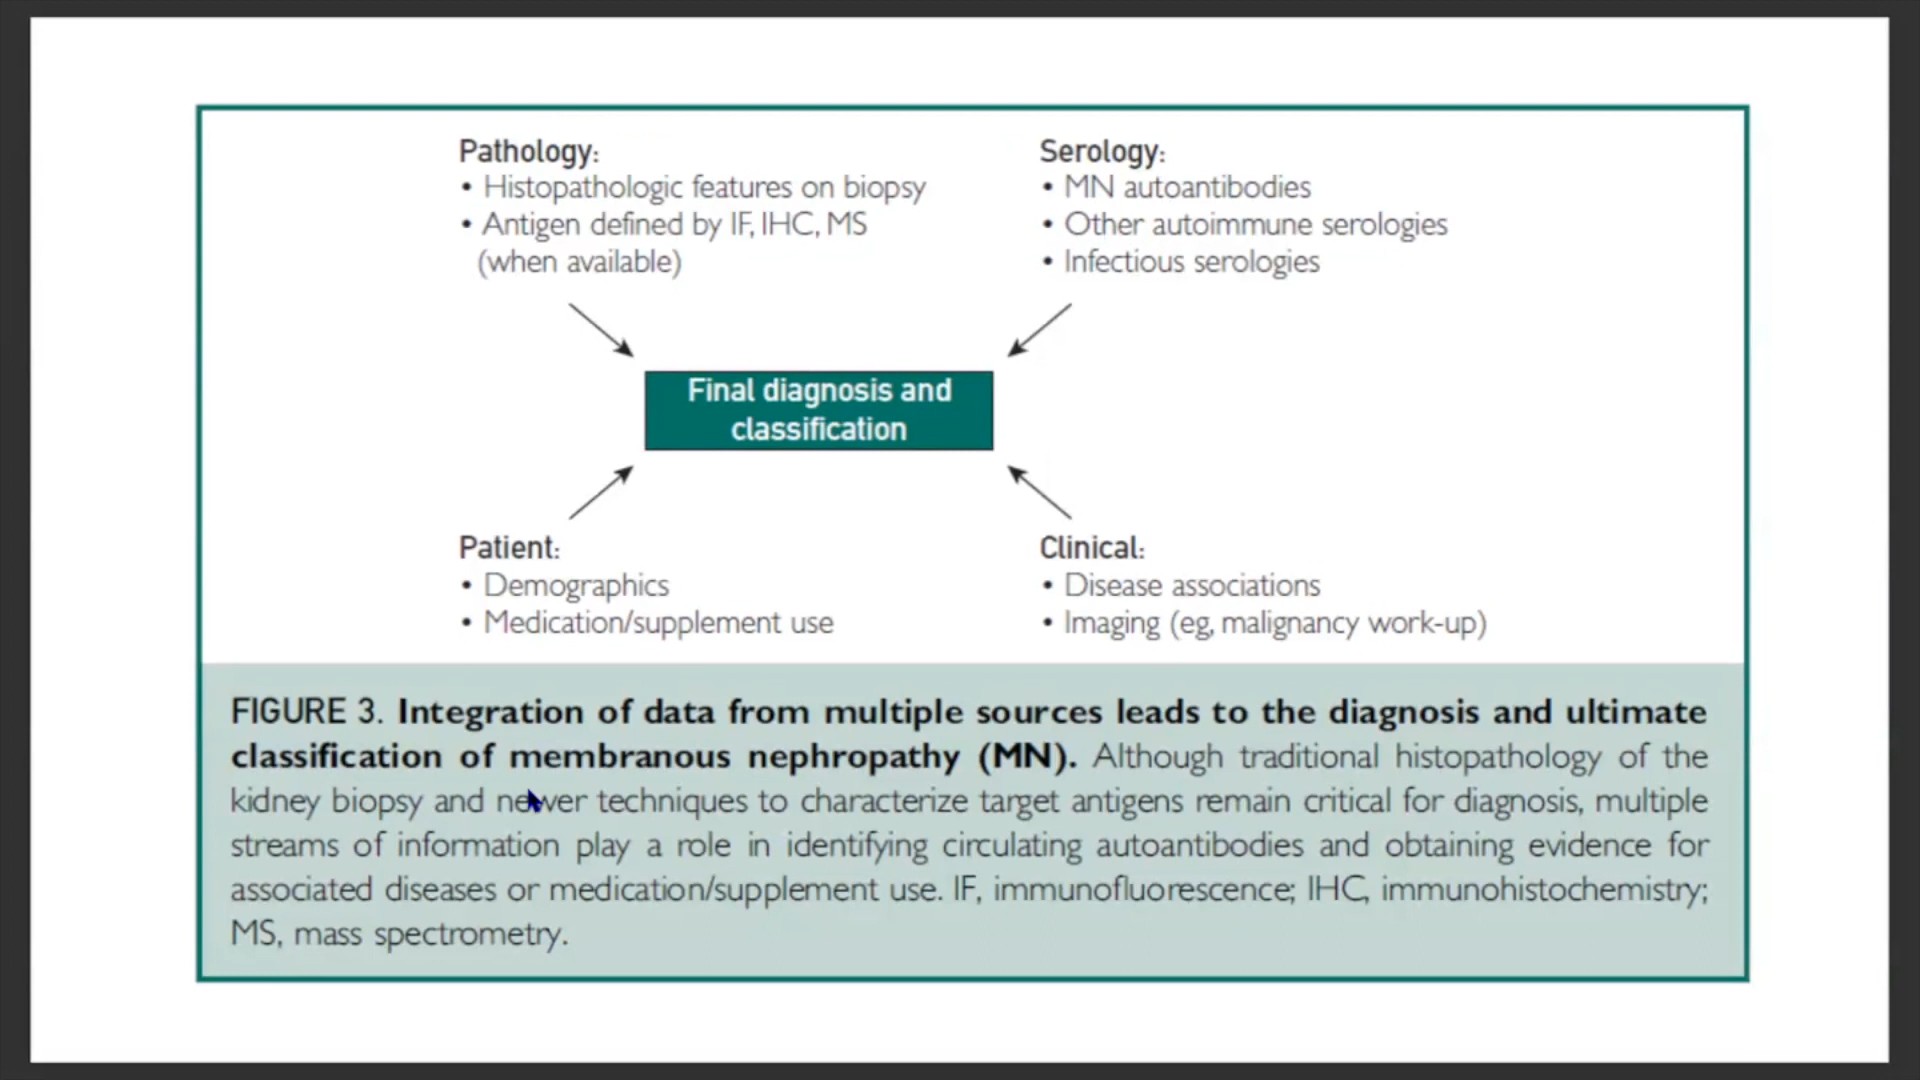 Pathology:
• Histopathologic features on biopsy
• Antigen defined by IF, IHC, MS
(when available)
Serology:
• MN autoantibodies
• Other autoimmune serologies
• Infectious serologies
Final diagnosis and
classification
Patient:
• Demographics
• Medication/supplement use
Clinical:
• Disease associations
• Imaging (eg, malignancy work-up)
FIGURE 3. Integration of data from multiple sources leads to the diagnosis and ultimate
classification of membranous nephropathy (MN). Although traditional histopathology of the
kidney biopsy and newer techniques to characterize target antigens remain critical for diagnosis, multiple
streams of information play a role in identifying circulating autoantibodies and obtaining evidence for
associated diseases or medication/supplement use. IF, immunofluorescence; IHC, immunohistochemistry;
MS, mass spectrometry.